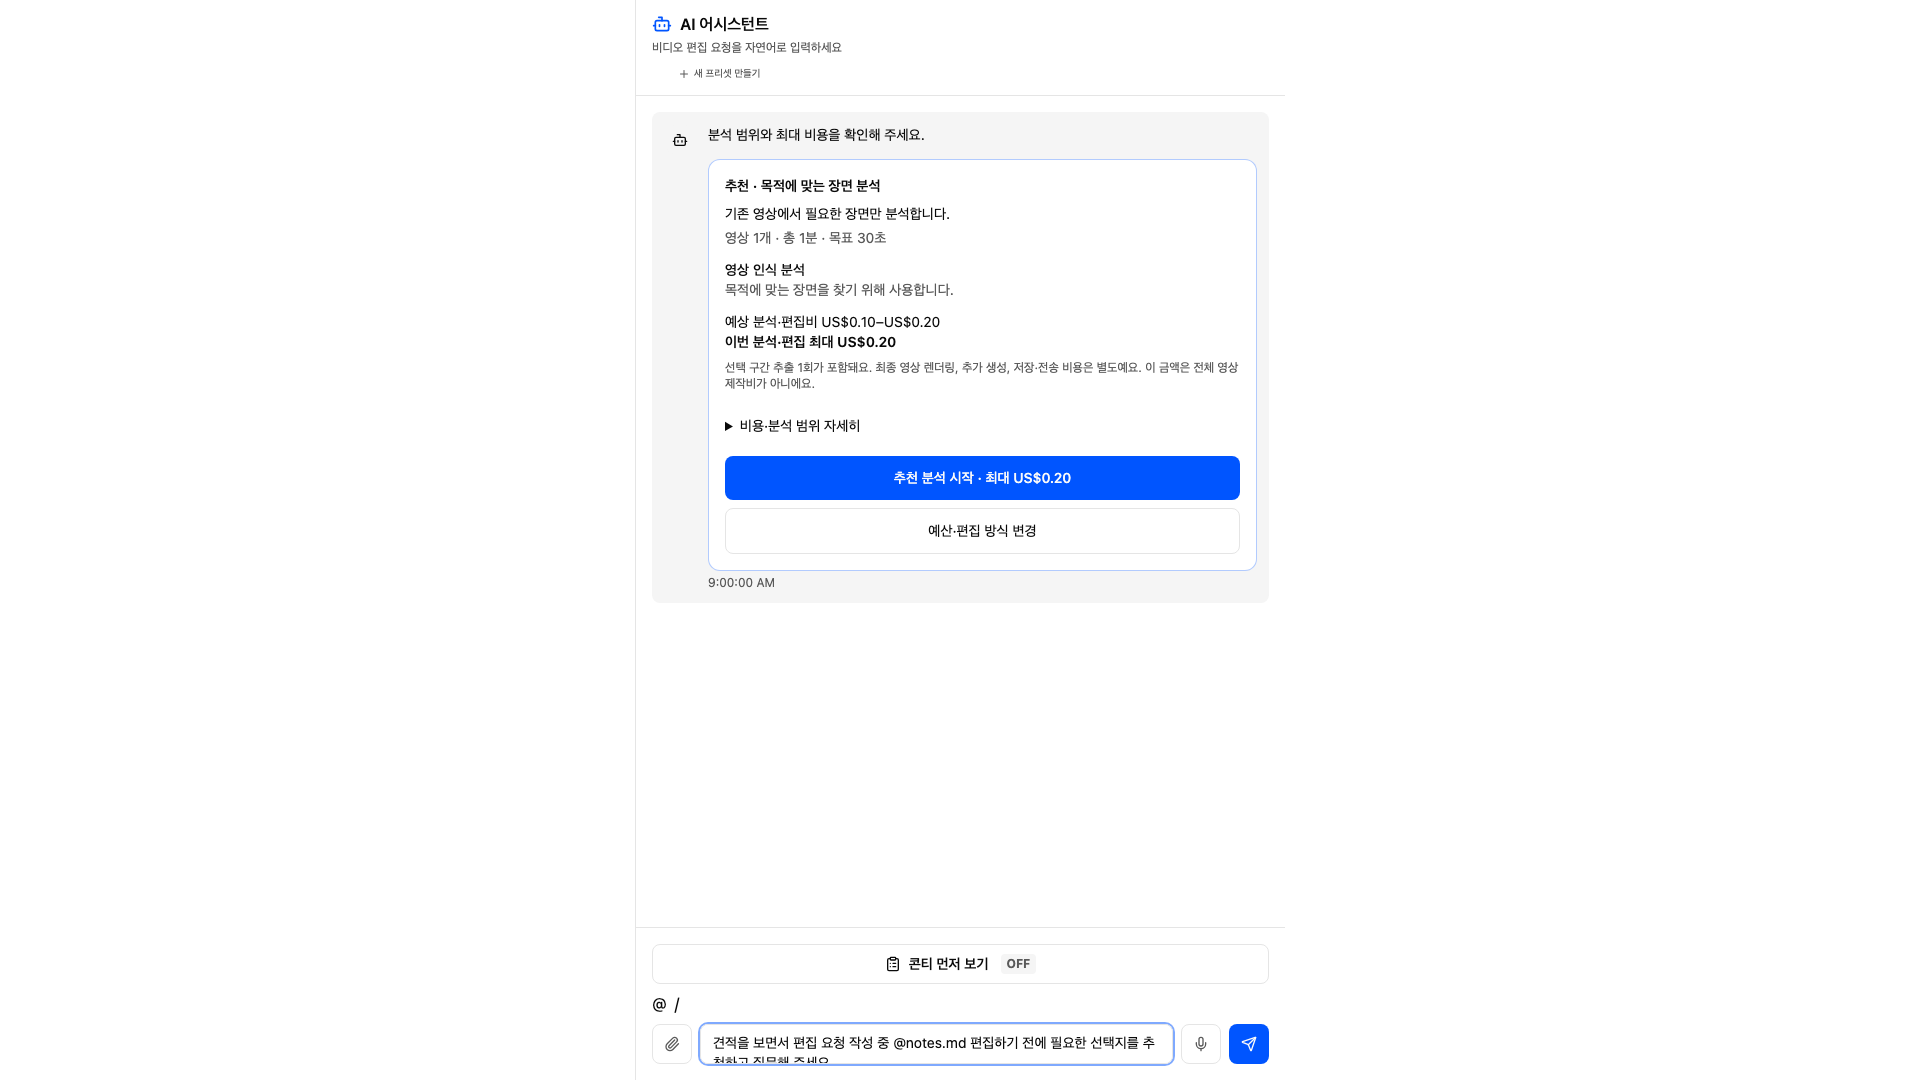 AI 어시스턴트
비디오 편집 요청을 자연어로 입력하세요
+ 새 프리셋 만들기
분석 범위와 최대 비용을 확인해 주세요.
추천 · 목적에 맞는 장면 분석
기존 영상에서 필요한 장면만 분석합니다.
영상 1개 · 총 1분 · 목표 30초
영상 인식 분석
목적에 맞는 장면을 찾기 위해 사용합니다.
예상 분석·편집비 US$0.10–US$0.20
이번 분석·편집 최대 US$0.20
선택 구간 추출 1회가 포함돼요. 최종 영상 렌더링, 추가 생성, 저장·전송 비용은 별도예요. 이 금액은 전체 영상
제작비가 아니에요.
▶ 비용·분석 범위 자세히
추천 분석 시작 · 최대 US$0.20
예산·편집 방식 변경
9:00:00 AM
콘티 먼저 보기 OFF
@ /
견적을 보면서 편집 요청 작성 중 @notes.md 편집하기 전에 필요한 선택지를 추
천하고 질문해 주세요